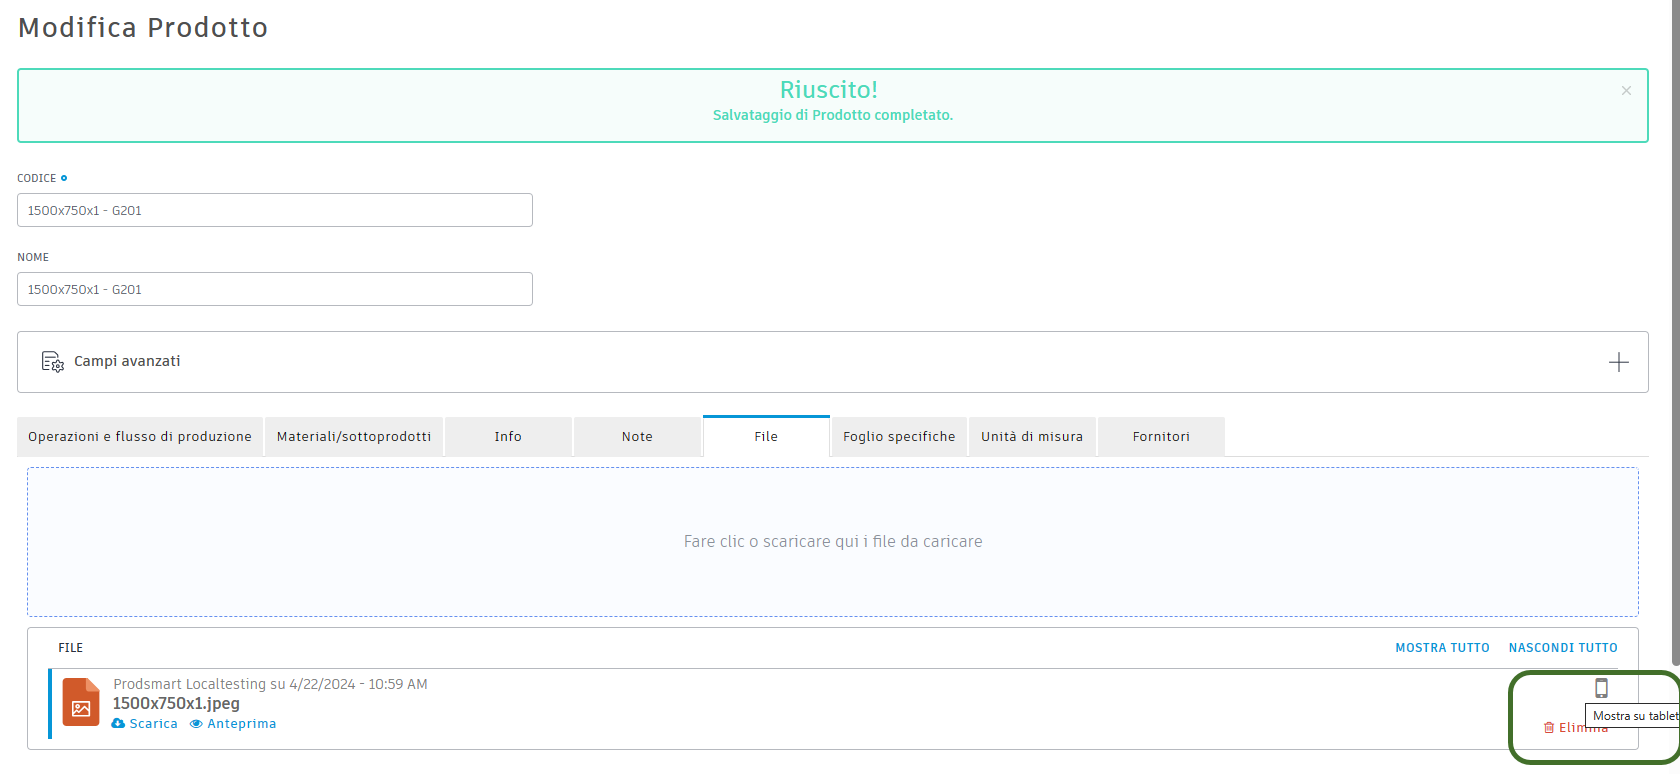 Modifica Prodotto
Riuscito!
×
Salvataggio di Prodotto completato.
CODICE
1500x750x1 - G201
NOME
1500x750x1 - G201
Campi avanzati
Operazioni e flusso di produzione
Materiali/sottoprodotti
Info
Note
File
Foglio specifiche
Unità di misura
Fornitori
Fare clic o scaricare qui i file da caricare
FILE
MOSTRA TUTTO
NASCONDI TUTTO
Prodsmart Localtesting su 4/22/2024 - 10:59 AM
1500x750x1.jpeg
Scarica
Anteprima
Mostra su tablet
Elimina